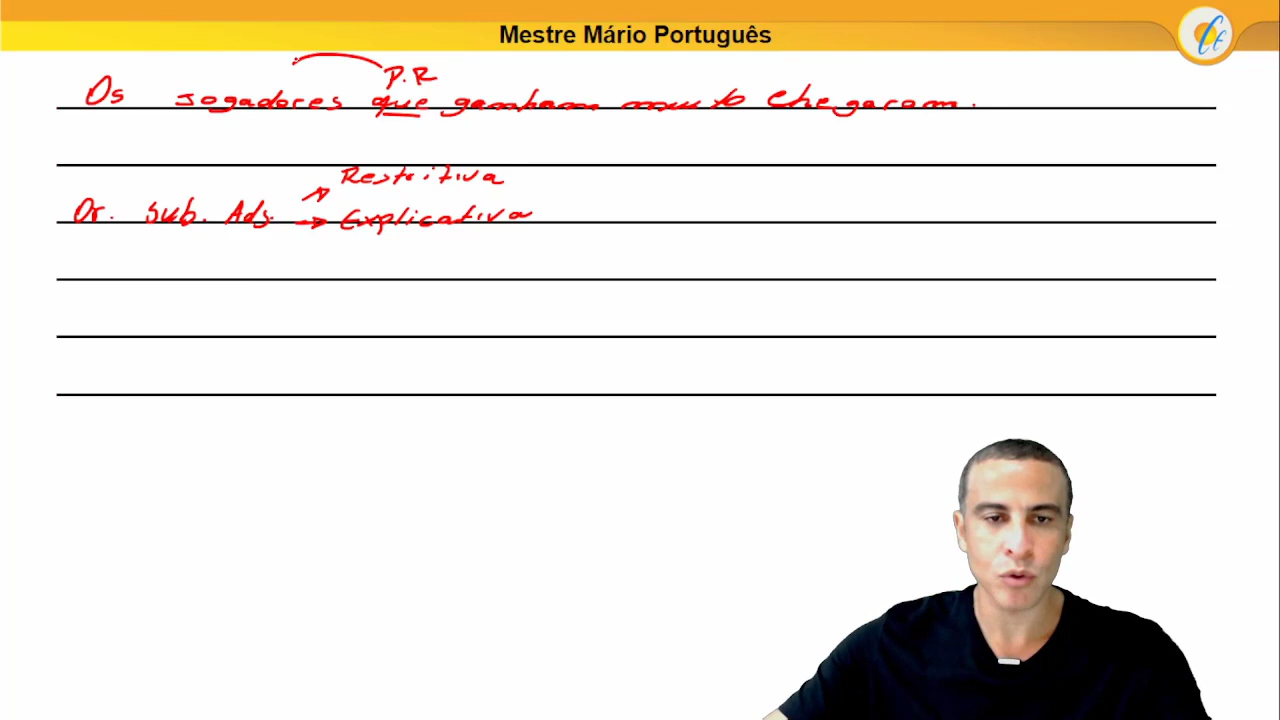 Mestre Mário Português
P.R
Os jogadores que ganham muito chegaram.
Restritiva
Or. Sub. Adj. → Explicativa